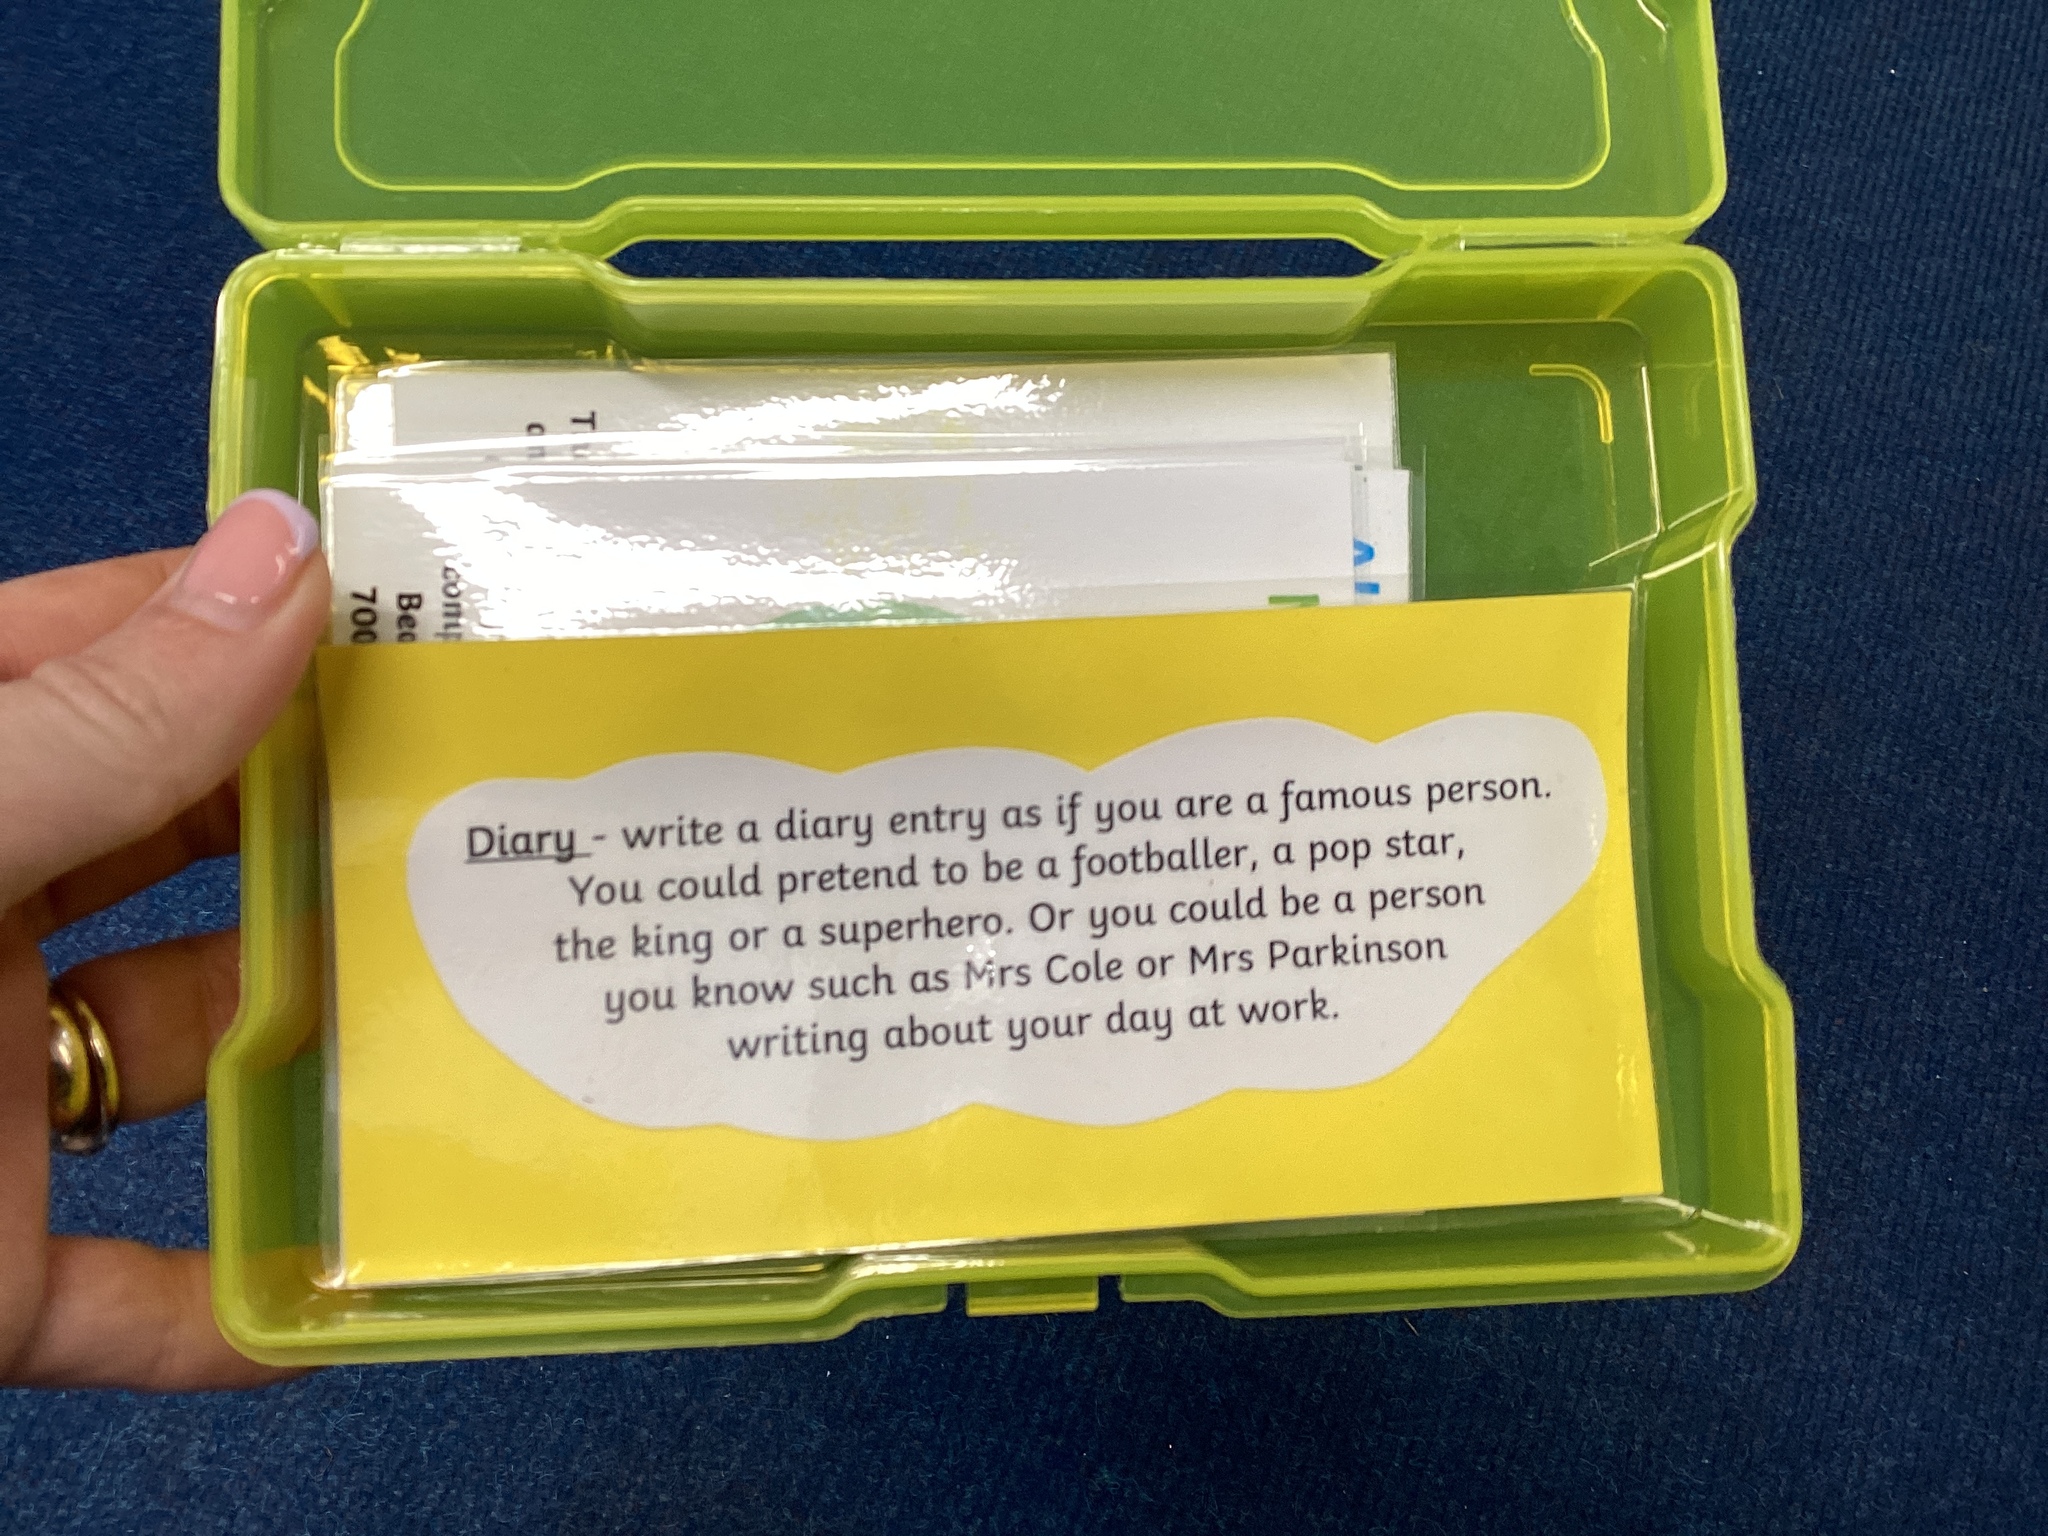 Diary - write a diary entry as if you are a famous person.
You could pretend to be a footballer, a pop star,
the king or a superhero. Or you could be a person
you know such as Mrs Cole or Mrs Parkinson
writing about your day at work.